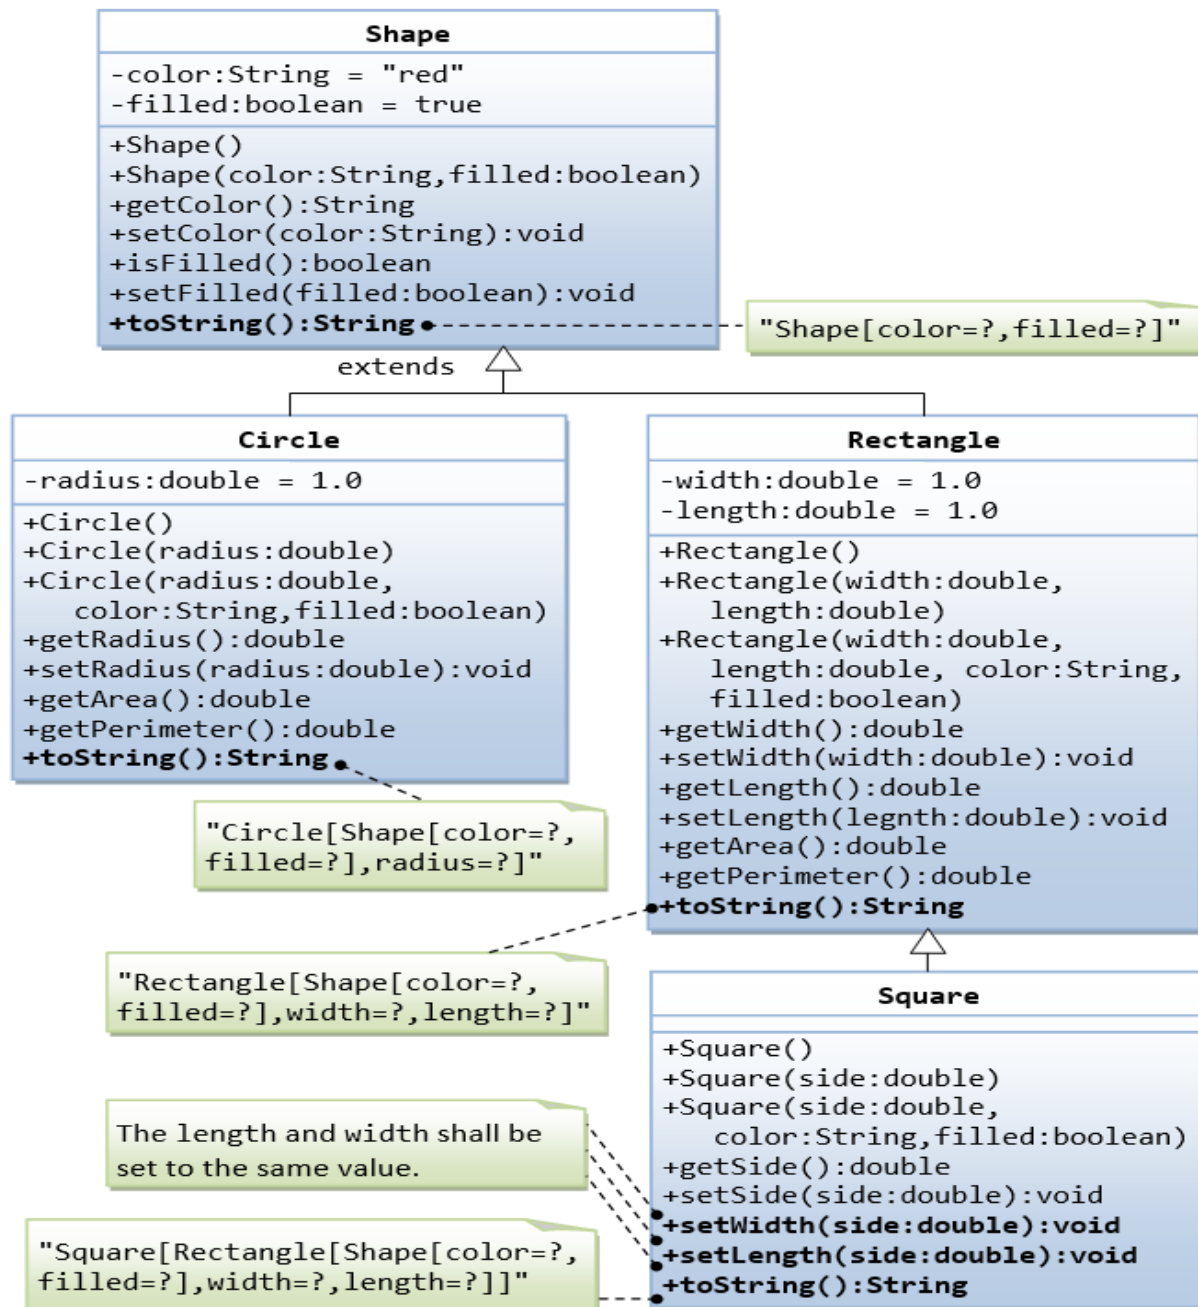 Shape
-color:String = "red"
-filled:boolean = true
+Shape()
+Shape(color:String,filled:boolean)
+getColor():String
+setColor(color:String):void
+isFilled():boolean
+setFilled(filled:boolean):void
+toString():String
"Shape[color=?,filled=?]"
extends
Circle
-radius:double = 1.0
+Circle()
+Circle(radius:double)
+Circle(radius:double,
color:String,filled:boolean)
+getRadius():double
+setRadius(radius:double):void
+getArea():double
+getPerimeter():double
+toString():String
"Circle[Shape[color=?,
filled=?],radius=?]"
Rectangle
-width:double = 1.0
-length:double = 1.0
+Rectangle()
+Rectangle(width:double,
length:double)
+Rectangle(width:double,
length:double, color:String,
filled:boolean)
+getWidth():double
+setWidth(width:double):void
+getLength():double
+setLength(legnth:double):void
+getArea():double
+getPerimeter():double
+toString():String
"Rectangle[Shape[color=?,
filled=?],width=?,length=?]"
Square
+Square()
+Square(side:double)
+Square(side:double,
color:String,filled:boolean)
+getSide():double
+setSide(side:double):void
+setWidth(side:double):void
+setLength(side:double):void
+toString():String
The length and width shall be
set to the same value.
"Square[Rectangle[Shape[color=?,
filled=?],width=?,length=?]]"